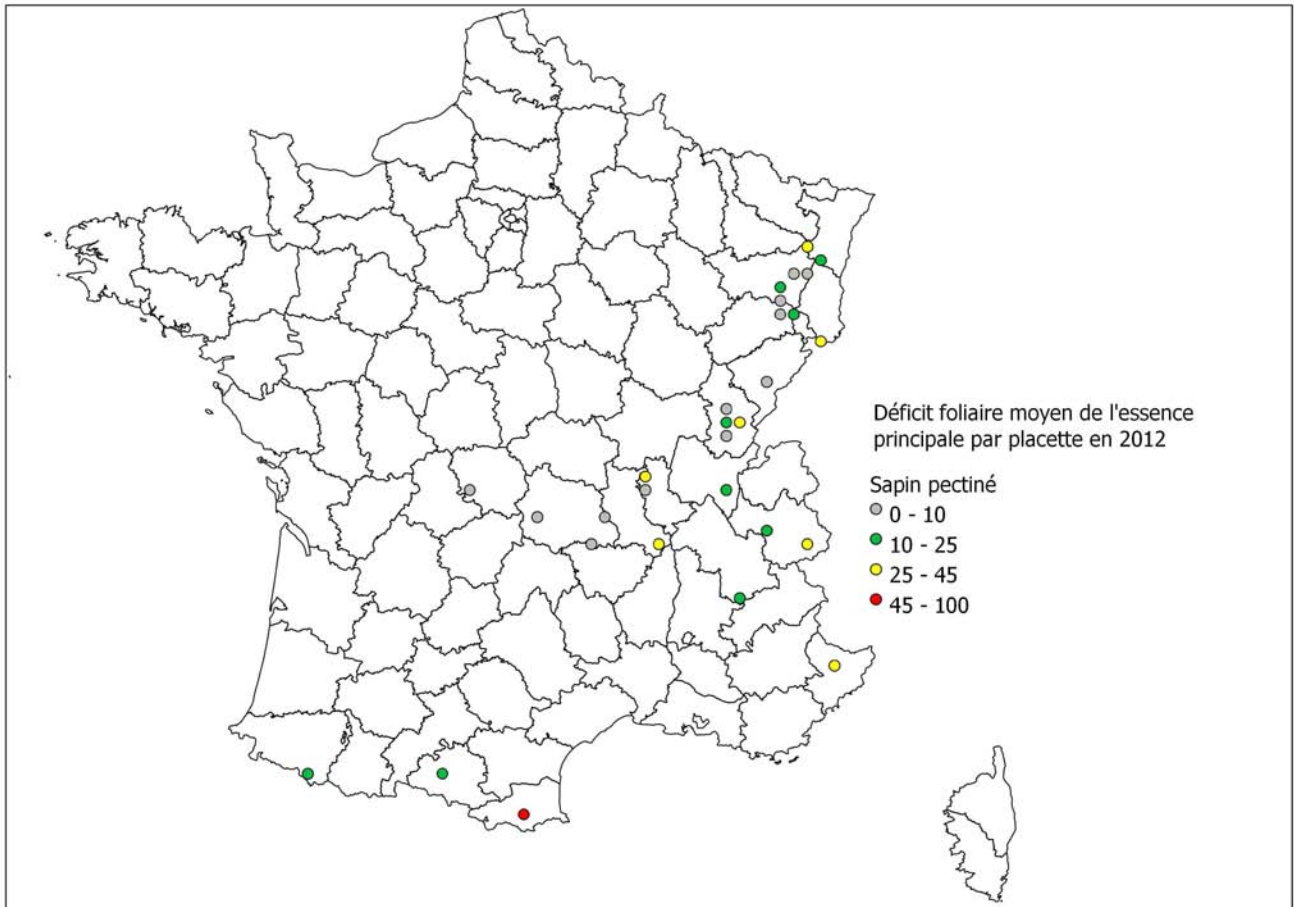 Déficit foliaire moyen de l'essence
principale par placette en 2012
Sapin pectiné
0 - 10
10 - 25
25 - 45
45 - 100